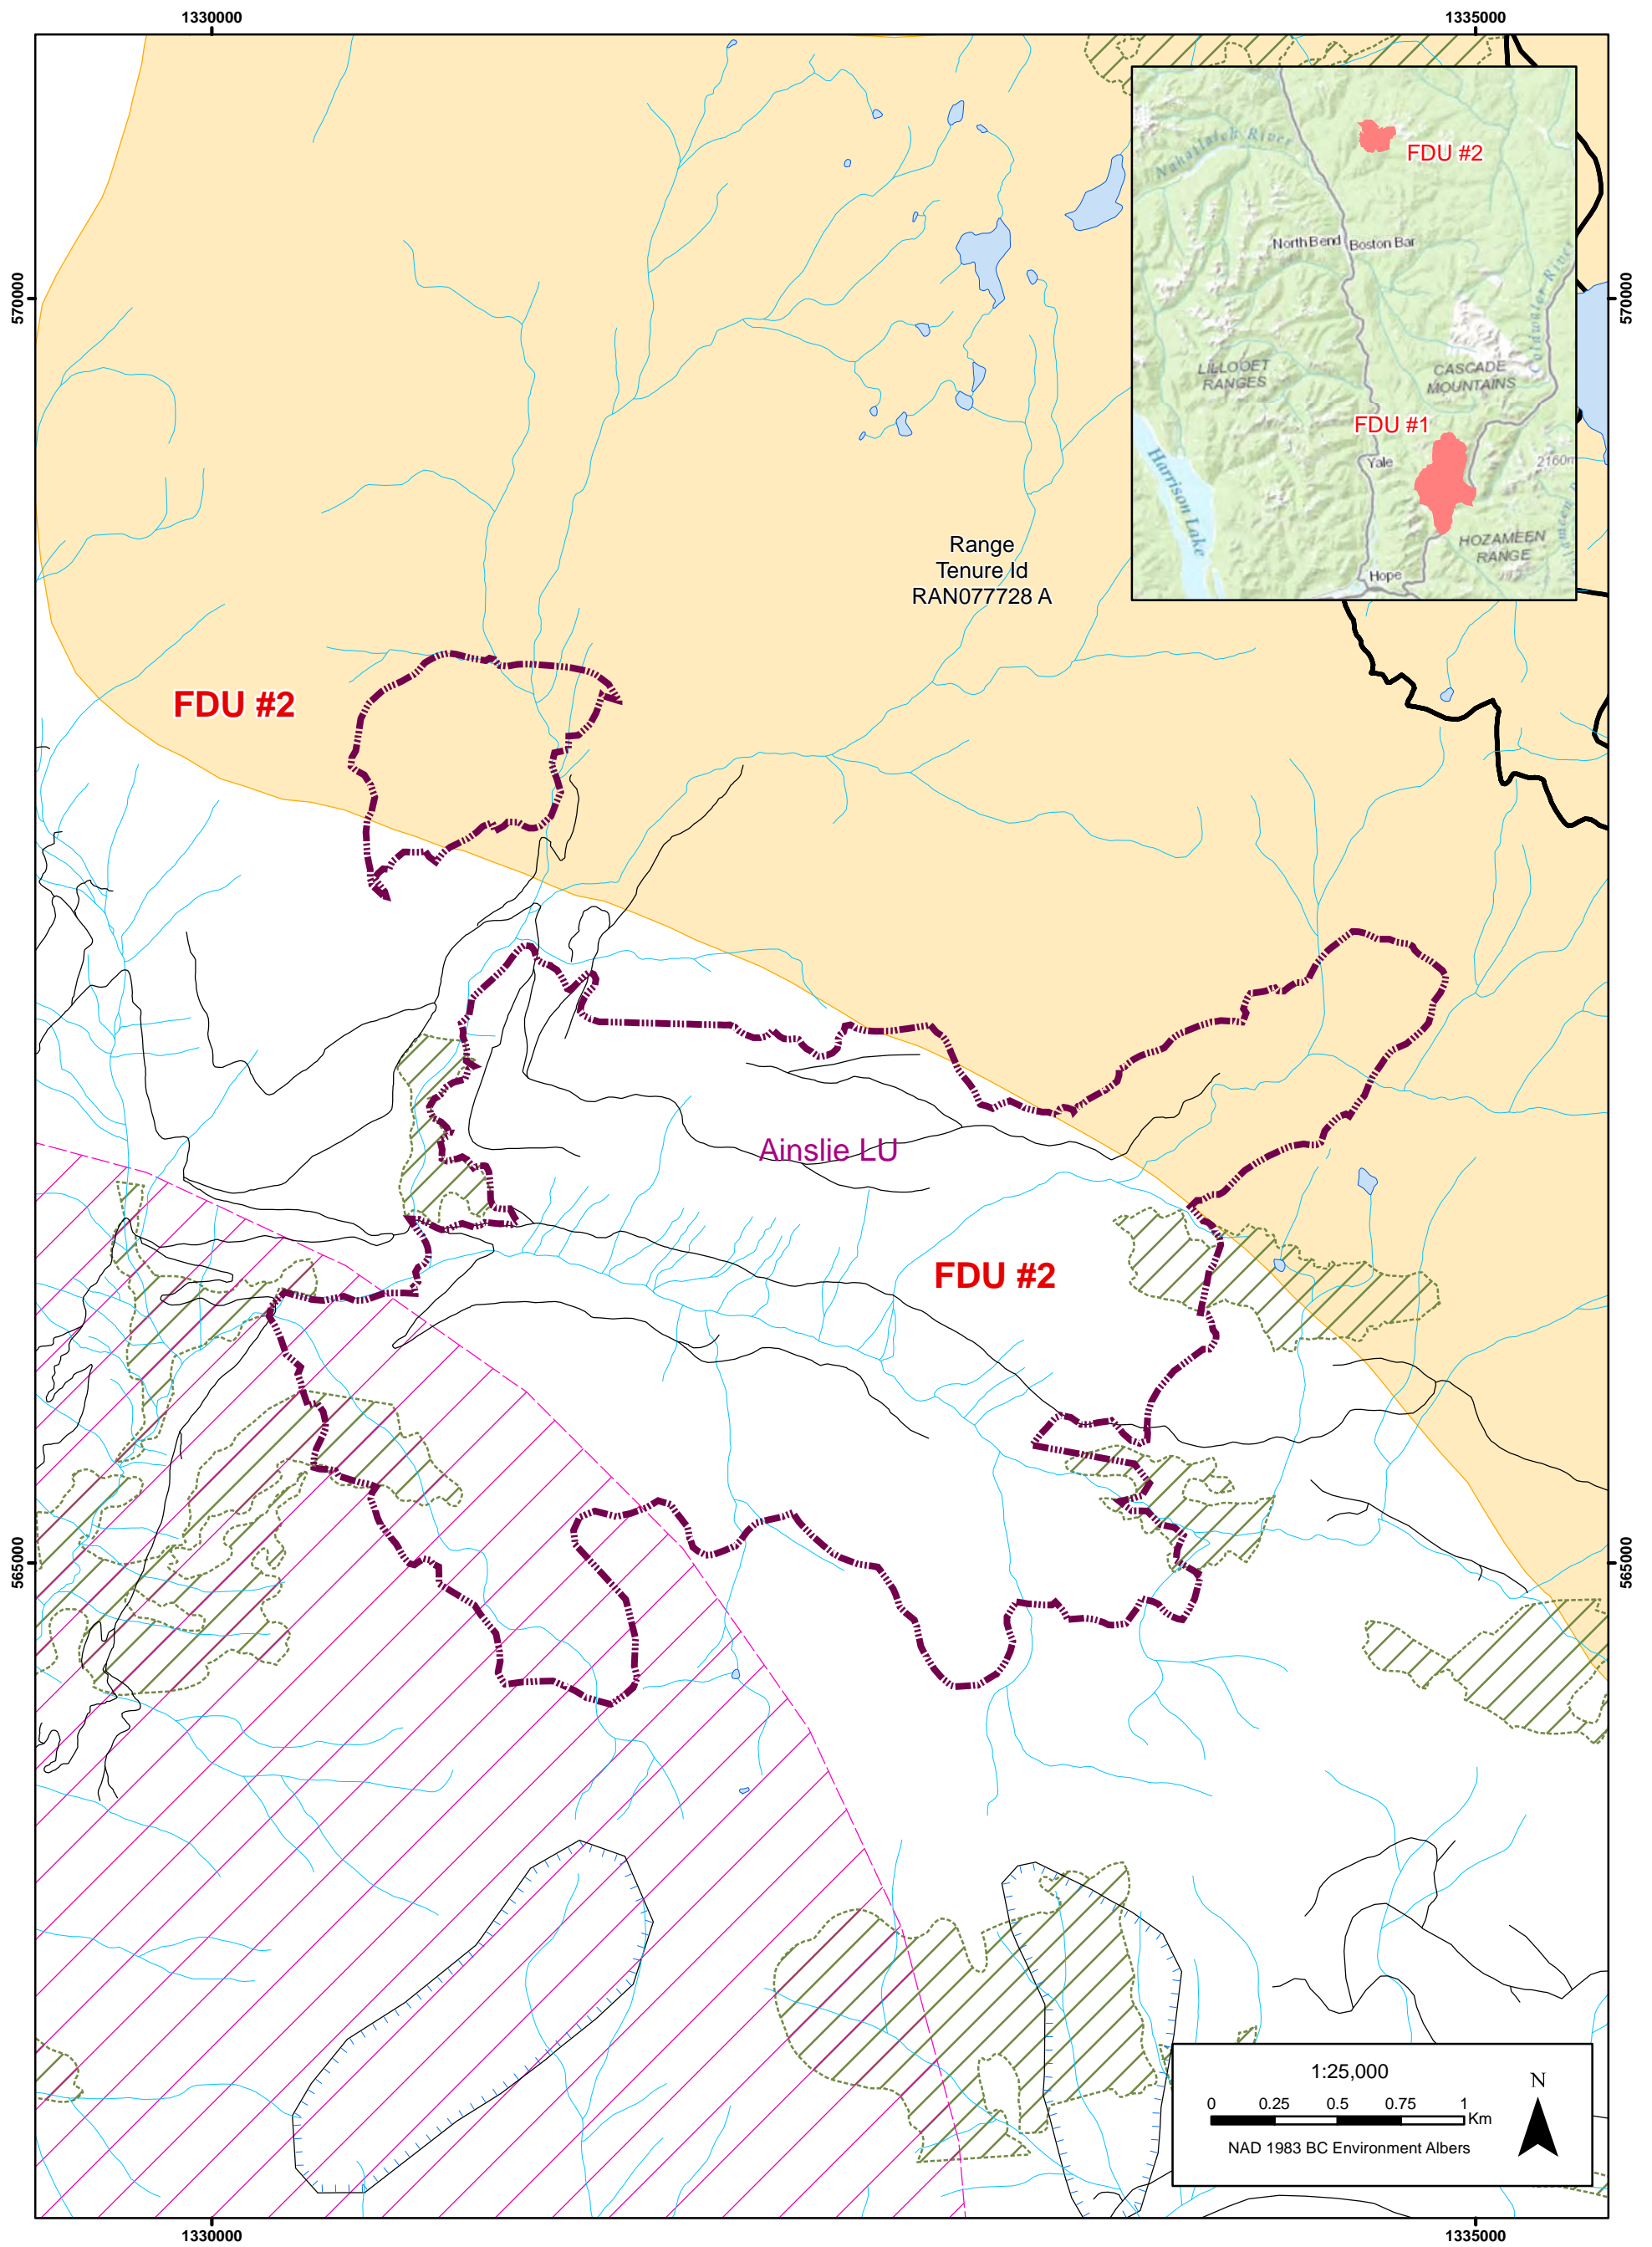 1330000
1335000
570000
570000
Nahatlatch River
FDU #2
North Bend
Boston Bar
Coldwater River
LILLOOET
RANGES
CASCADE
MOUNTAINS
FDU #1
Yale
2160m
Harrison Lake
HOZAMEEN
RANGE
Hope
Range
Tenure Id
RAN077728 A
FDU #2
Ainslie LU
FDU #2
565000
565000
1:25,000
N
0 0.25 0.5 0.75 1
Km
NAD 1983 BC Environment Albers
1330000
1335000